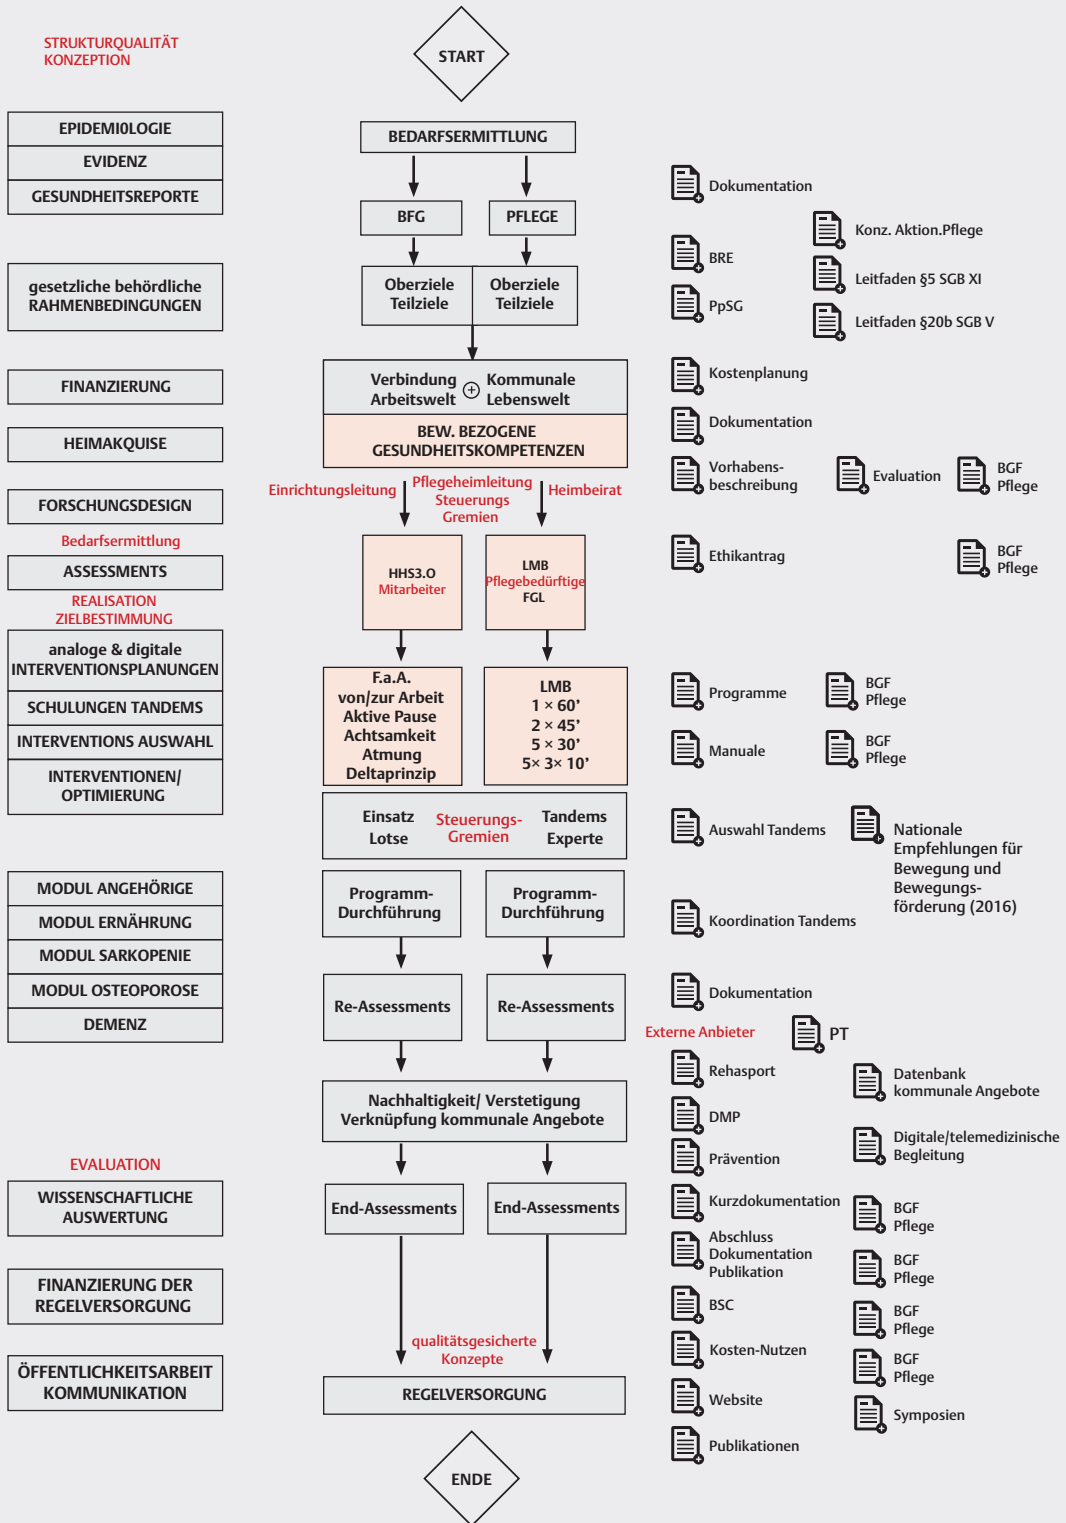 STRUKTURQUALITÄT
KONZEPTION
START
EPIDEMI0LOGIE
EVIDENZ
GESUNDHEITSREPORTE
gesetzliche behördliche
RAHMENBEDINGUNGEN
FINANZIERUNG
HEIMAKQUISE
FORSCHUNGSDESIGN
Bedarfsermittlung
ASSESSMENTS
REALISATION
ZIELBESTIMMUNG
analoge & digitale
INTERVENTIONSPLANUNGEN
SCHULUNGEN TANDEMS
INTERVENTIONS AUSWAHL
INTERVENTIONEN/
OPTIMIERUNG
MODUL ANGEHÖRIGE
MODUL ERNÄHRUNG
MODUL SARKOPENIE
MODUL OSTEOPOROSE
DEMENZ
EVALUATION
WISSENSCHAFTLICHE
AUSWERTUNG
FINANZIERUNG DER
REGELVERSORGUNG
ÖFFENTLICHKEITSARBEIT
KOMMUNIKATION
BEDARFSERMITTLUNG
BFG
PFLEGE
Oberziele
Teilziele
Oberziele
Teilziele
Verbindung + Kommunale
Arbeitswelt Lebenswelt
BEW. BEZOGENE
GESUNDHEITSKOMPETENZEN
Einrichtungsleitung
Pflegeheimleitung
Steuerungs
Gremien
Heimbeirat
HHS3.O
Mitarbeiter
LMB
Pflegebedürftige
FGL
F.a.A.
von/zur Arbeit
Aktive Pause
Achtsamkeit
Atmung
Deltaprinzip
LMB
1 × 60’
2 × 45’
5 × 30’
5× 3× 10’
Einsatz
Lotse
Steuerungs-
Gremien
Tandems
Experte
Programm-
Durchführung
Programm-
Durchführung
Re-Assessments
Re-Assessments
Nachhaltigkeit/ Verstetigung
Verknüpfung kommunale Angebote
End-Assessments
End-Assessments
qualitätsgesicherte
Konzepte
REGELVERSORGUNG
ENDE
Dokumentation
Konz. Aktion.Pflege
BRE
Leitfaden §5 SGB XI
PpSG
Leitfaden §20b SGB V
Kostenplanung
Dokumentation
Vorhabens-
beschreibung
Evaluation
BGF
Pflege
Ethikantrag
BGF
Pflege
Programme
BGF
Pflege
Manuale
BGF
Pflege
Auswahl Tandems
Nationale
Empfehlungen für
Bewegung und
Bewegungs-
förderung (2016)
Koordination Tandems
Dokumentation
Externe Anbieter
PT
Rehasport
Datenbank
kommunale Angebote
DMP
Digitale/telemedizinische
Begleitung
Prävention
Kurzdokumentation
BGF
Pflege
Abschluss
Dokumentation
Publikation
BGF
Pflege
BSC
BGF
Pflege
Kosten-Nutzen
BGF
Pflege
Website
Symposien
Publikationen